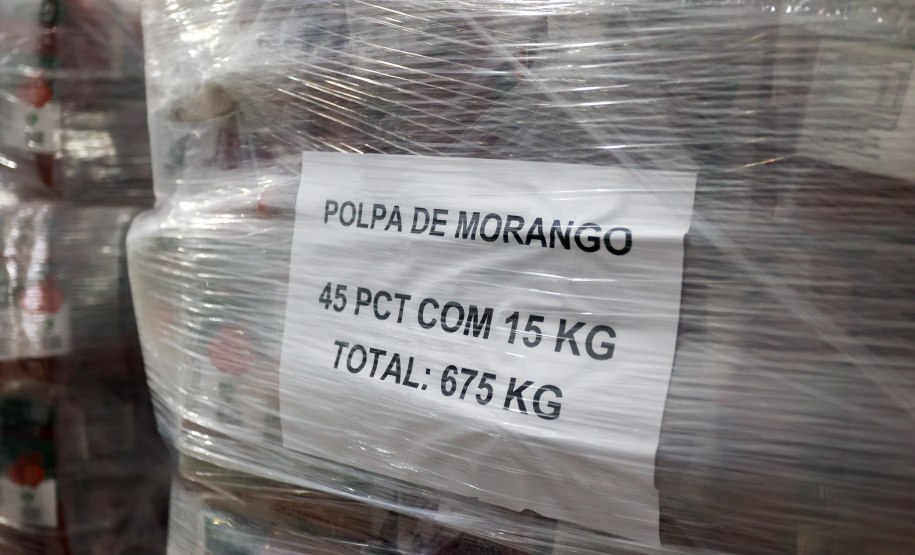 POLPA DE MORANGO
45 PCT COM 15 KG
TOTAL: 675 KG